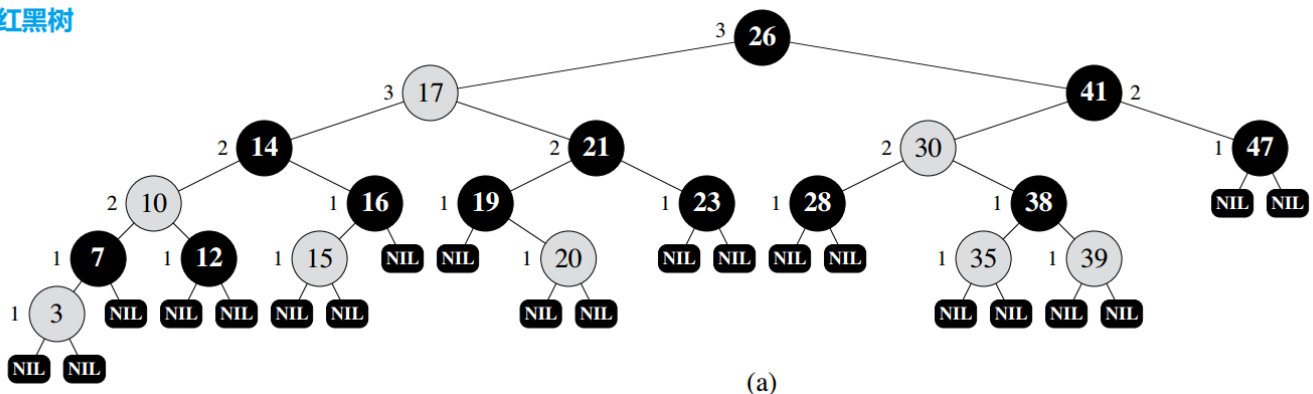 红黑树
3 26
3 17 41 2
2 14 2 21 2 30 1 47
2 10 1 16 1 19 1 23 1 28 1 38 NIL NIL
1 7 1 12 1 15 NIL NIL 1 20 NIL NIL NIL NIL 1 35 1 39
1 3 NIL NIL NIL NIL NIL NIL NIL NIL NIL NIL NIL
NIL NIL
(a)